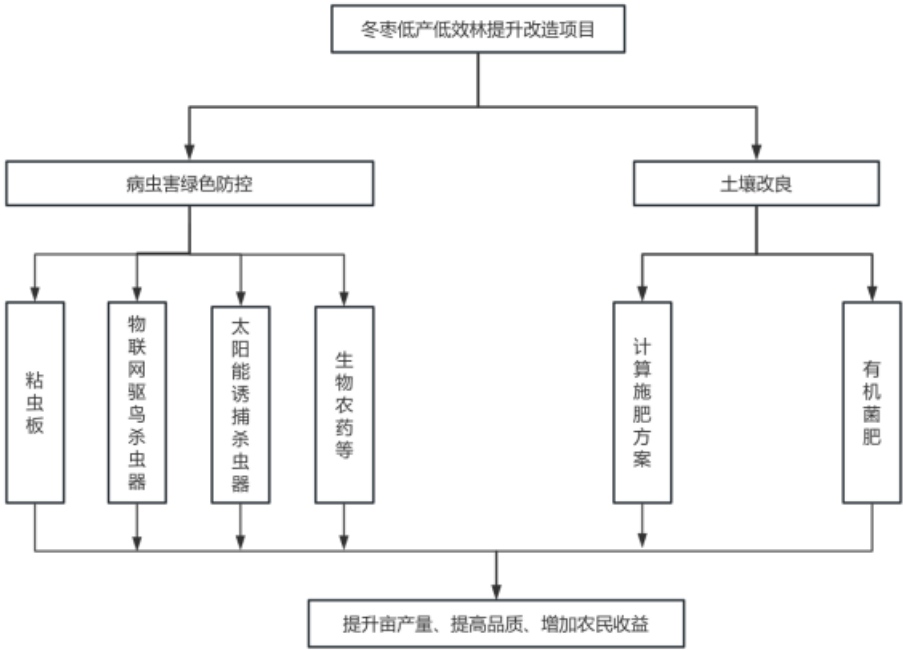 冬枣低产低效林提升改造项目
病虫害绿色防控
土壤改良
粘虫板
物联网驱鸟杀虫器
太阳能诱捕杀虫器
生物农药等
计算施肥方案
有机菌肥
提升亩产量、提高品质、增加农民收益